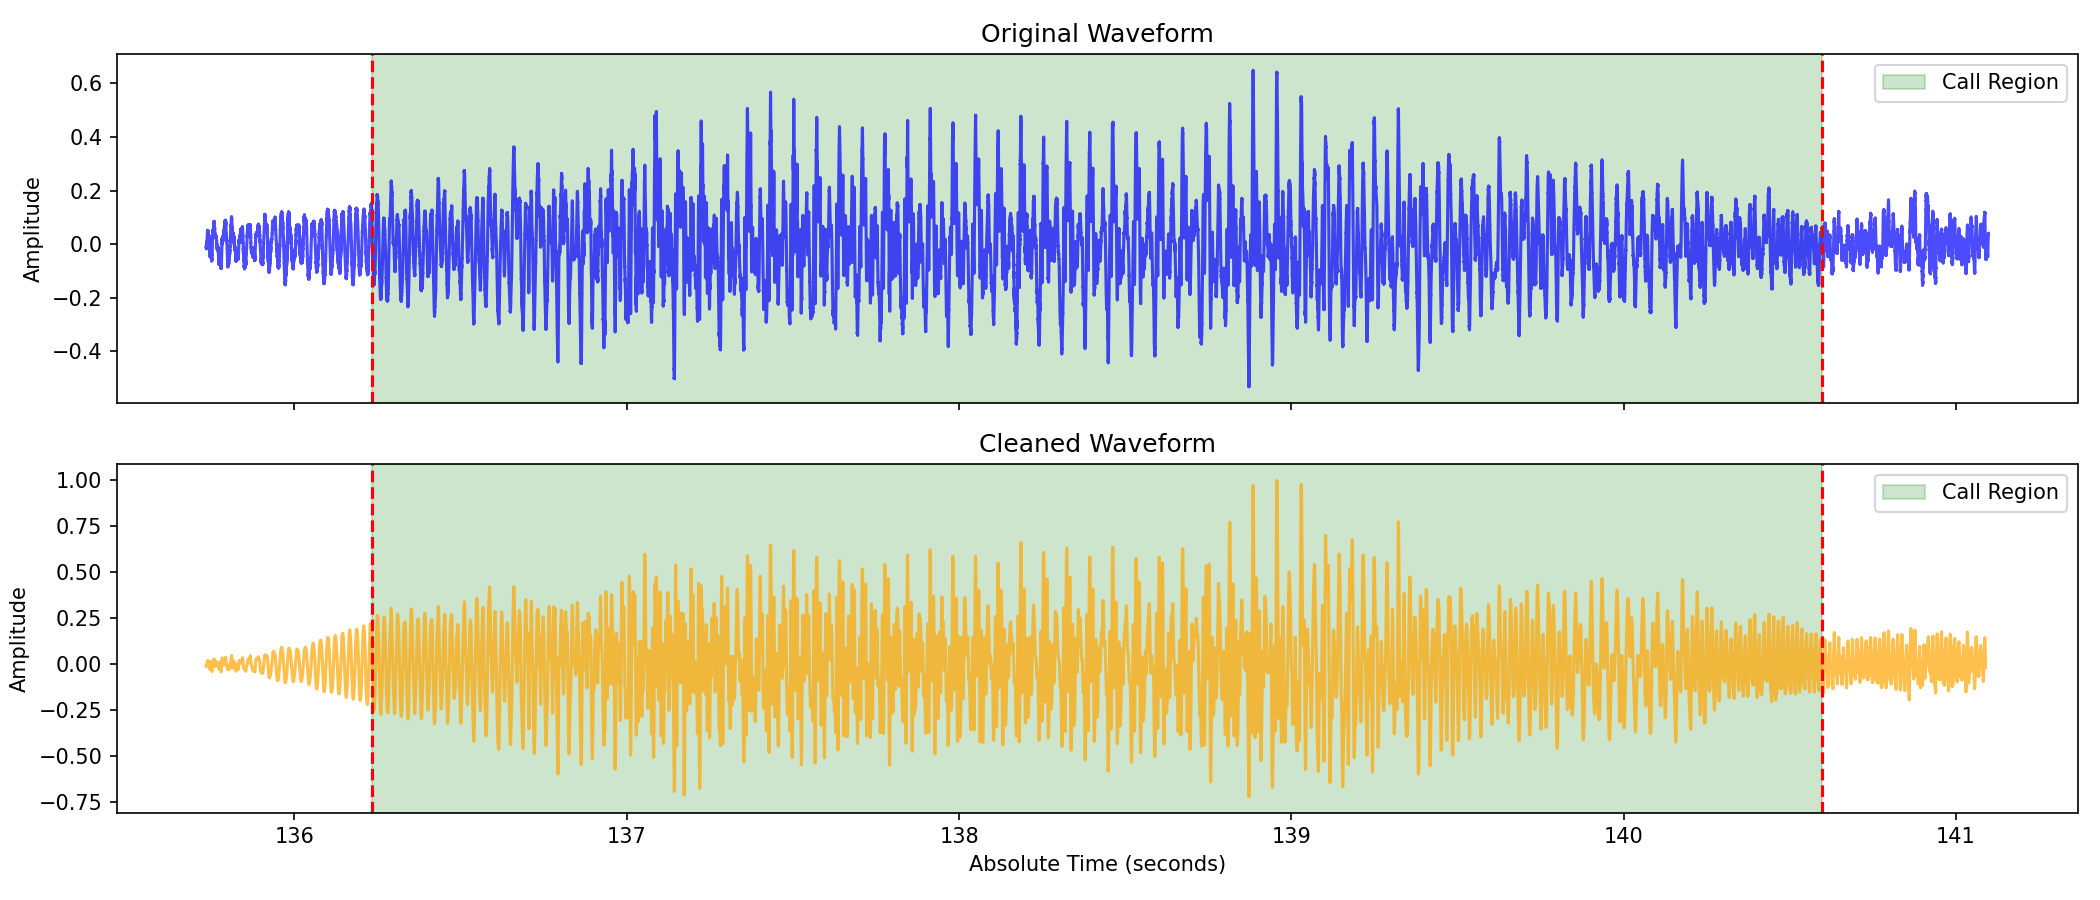 Original Waveform
Call Region
0.6
0.4
0.2
0.0
−0.2
−0.4
Amplitude
Cleaned Waveform
Call Region
1.00
0.75
0.50
0.25
0.00
−0.25
−0.50
−0.75
Amplitude
136 137 138 139 140 141
Absolute Time (seconds)